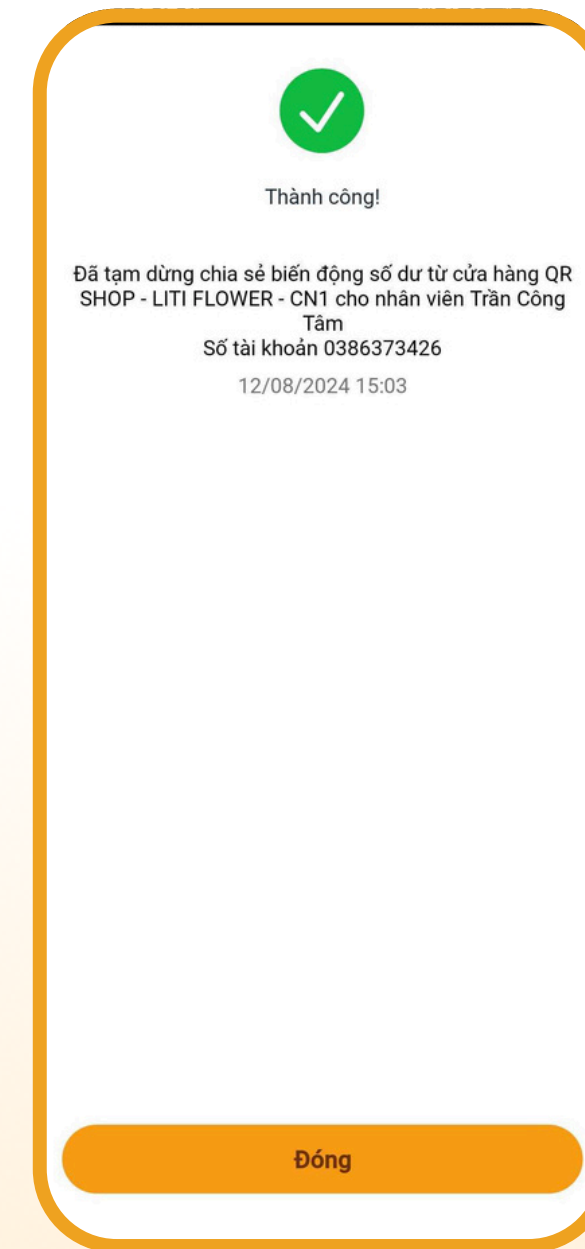 Thành công!
Đã tạm dừng chia sẻ biến động số dư từ cửa hàng QR
SHOP - LITI FLOWER - CN1 cho nhân viên Trần Công
Tâm
Số tài khoản 0386373426
12/08/2024 15:03
Đóng